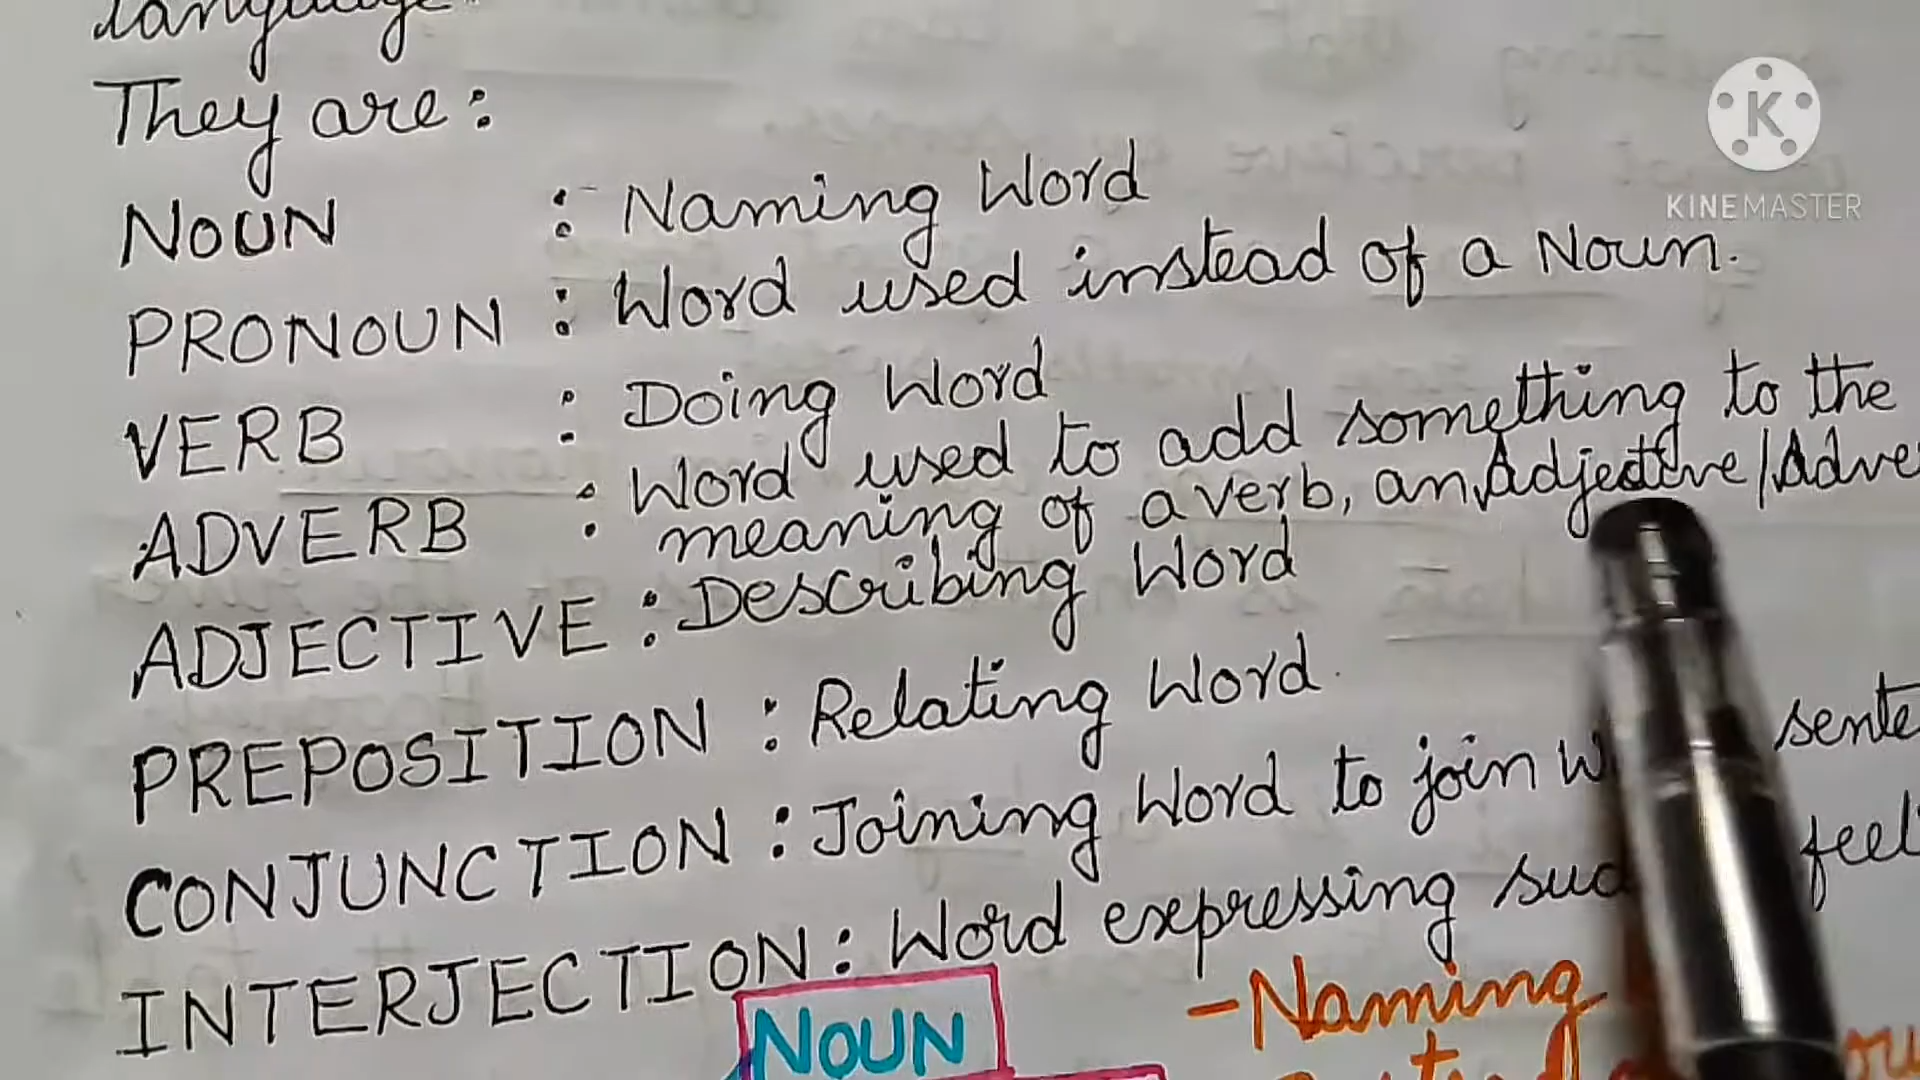 language.
They are:
NOUN : Naming Word
PRONOUN : Word used instead of a Noun.
VERB : Doing Word
ADVERB : Word used to add something to the
meaning of a verb, an Adjective/
ADJECTIVE : Describing Word
PREPOSITION : Relating Word.
CONJUNCTION : Joining Word to join
INTERJECTION : Word expressing
NOUN - Naming
KINEMASTER